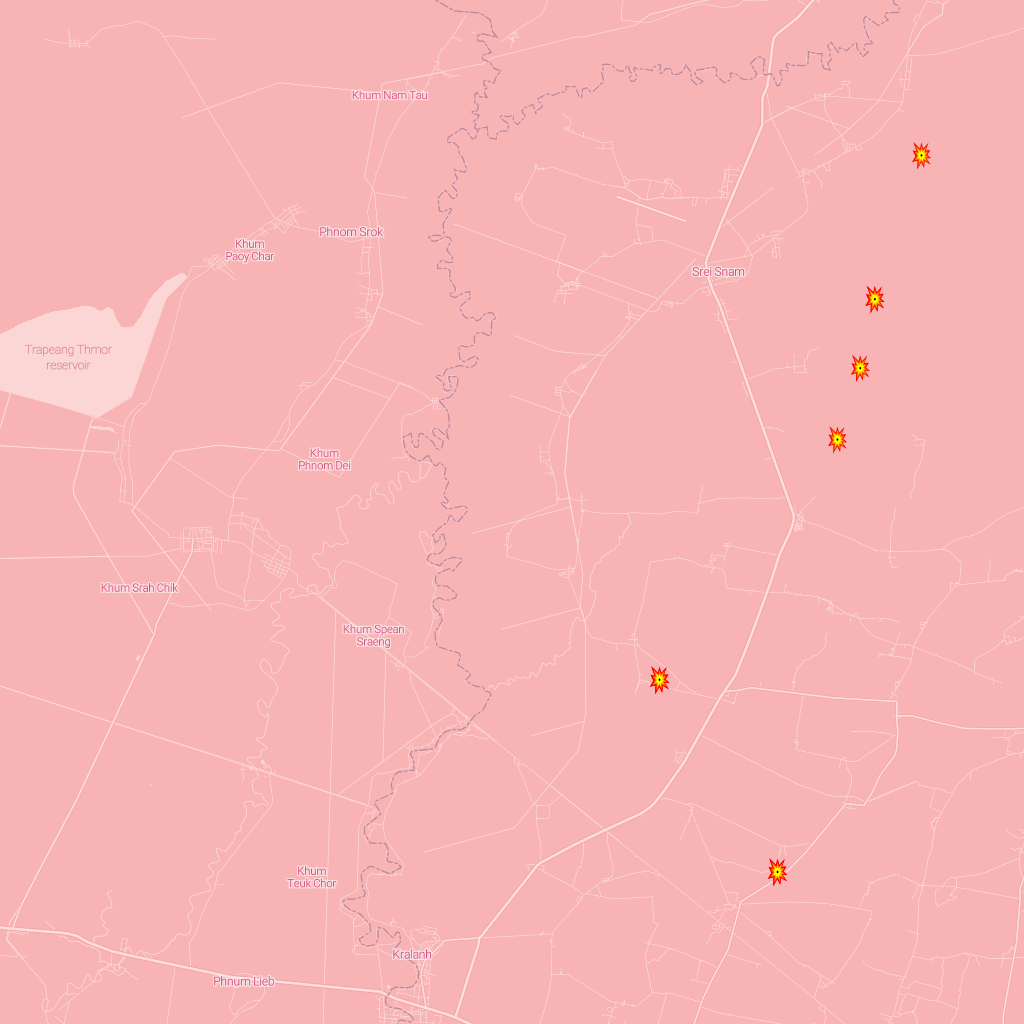 Khum Nam Tau
Phnom Srok
Khum
Paoy Char
Srei Snam
Trapeang Thmor
reservoir
Khum
Phnom Dei
Khum Srah Chik
Khum Spean
Sraeng
Khum
Teuk Chor
Kralanh
Phnum Lieb